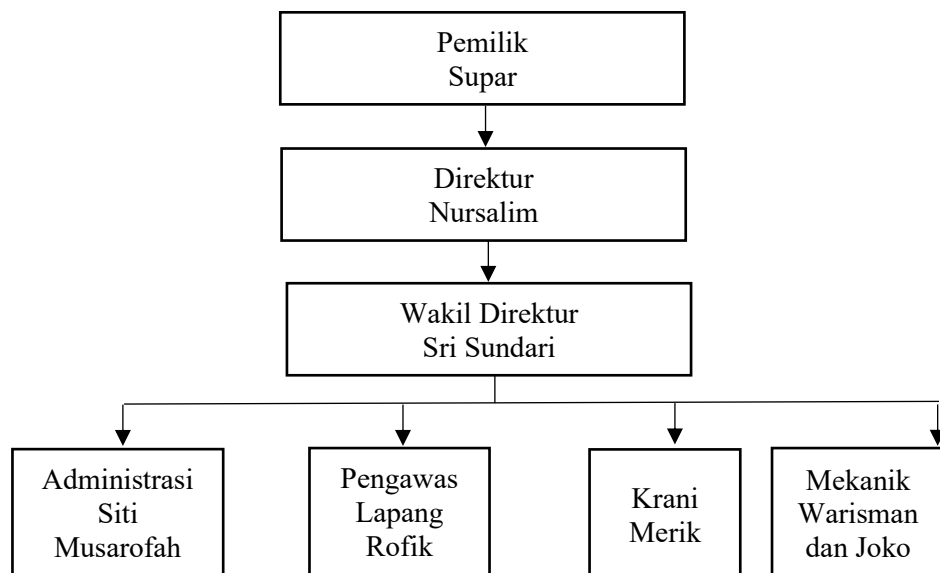 Pemilik
Supar
Direktur
Nursalim
Wakil Direktur
Sri Sundari
Administrasi
Siti
Musarofah
Pengawas
Lapang
Rofik
Krani
Merik
Mekanik
Warisman
dan Joko